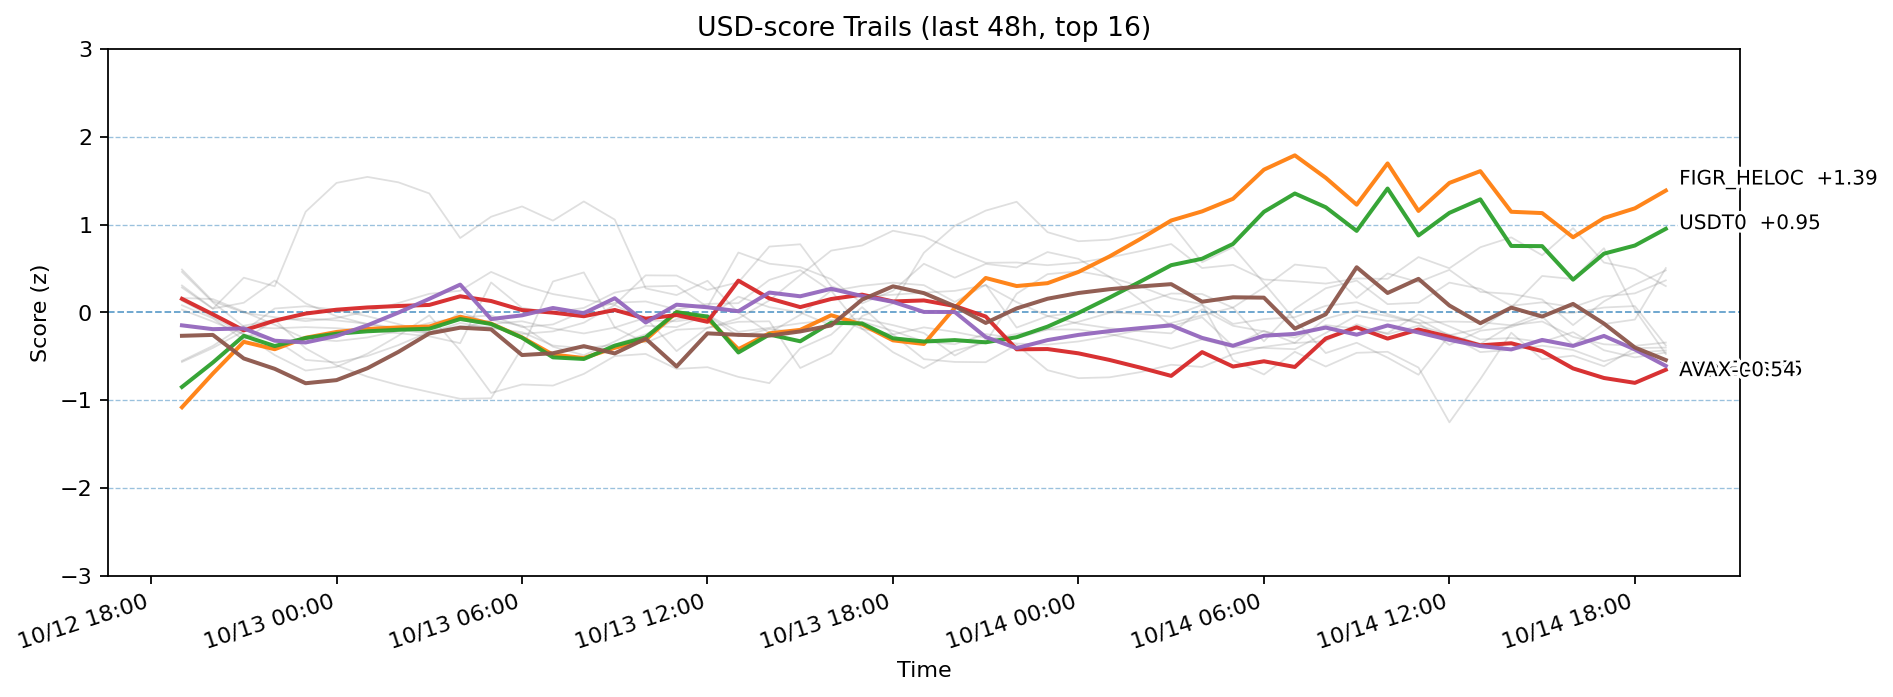 USD-score Trails (last 48h, top 16)
Score (z)
3
2
1
0
−1
−2
−3
FIGR_HELOC +1.39
USDT0 +0.95
AVAX
10/12 18:00
10/13 00:00
10/13 06:00
10/13 12:00
10/13 18:00
10/14 00:00
10/14 06:00
10/14 12:00
10/14 18:00
Time